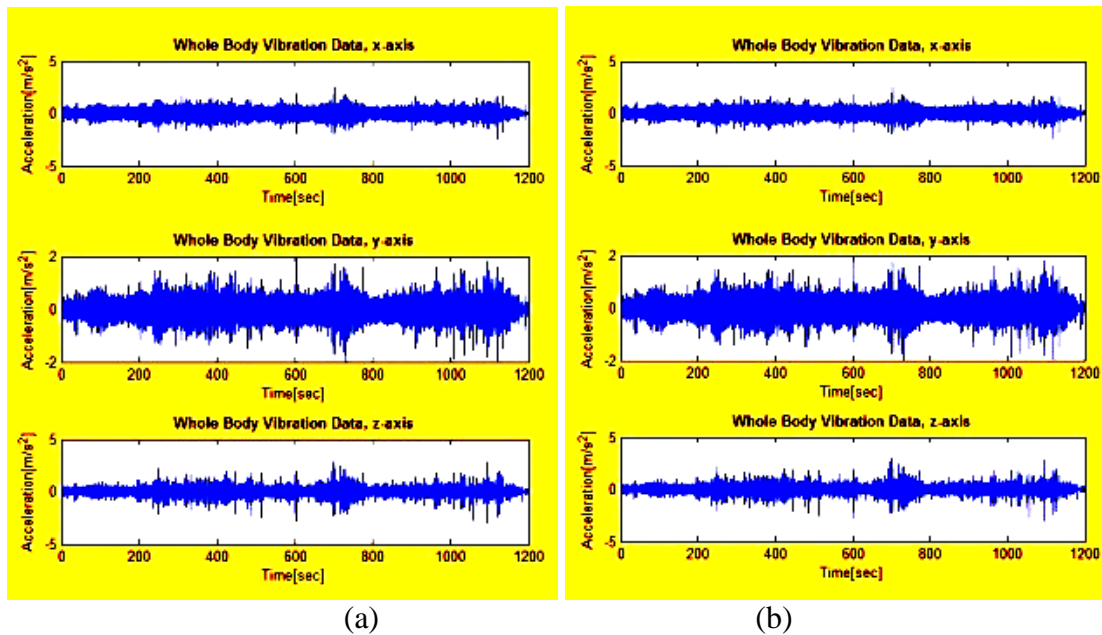 Whole Body Vibration Data, x-axis
Acceleration[m/s²]
5
0
-5
0 200 400 600 800 1000 1200
Time[sec]
Whole Body Vibration Data, y-axis
Acceleration[m/s²]
2
0
-2
0 200 400 600 800 1000 1200
Time[sec]
Whole Body Vibration Data, z-axis
Acceleration[m/s²]
5
0
-5
0 200 400 600 800 1000 1200
Time[sec]
(a)
Whole Body Vibration Data, x-axis
Acceleration[m/s²]
5
0
-5
0 200 400 600 800 1000 1200
Time[sec]
Whole Body Vibration Data, y-axis
Acceleration[m/s²]
2
0
-2
0 200 400 600 800 1000 1200
Time[sec]
Whole Body Vibration Data, z-axis
Acceleration[m/s²]
5
0
-5
0 200 400 600 800 1000 1200
Time[sec]
(b)